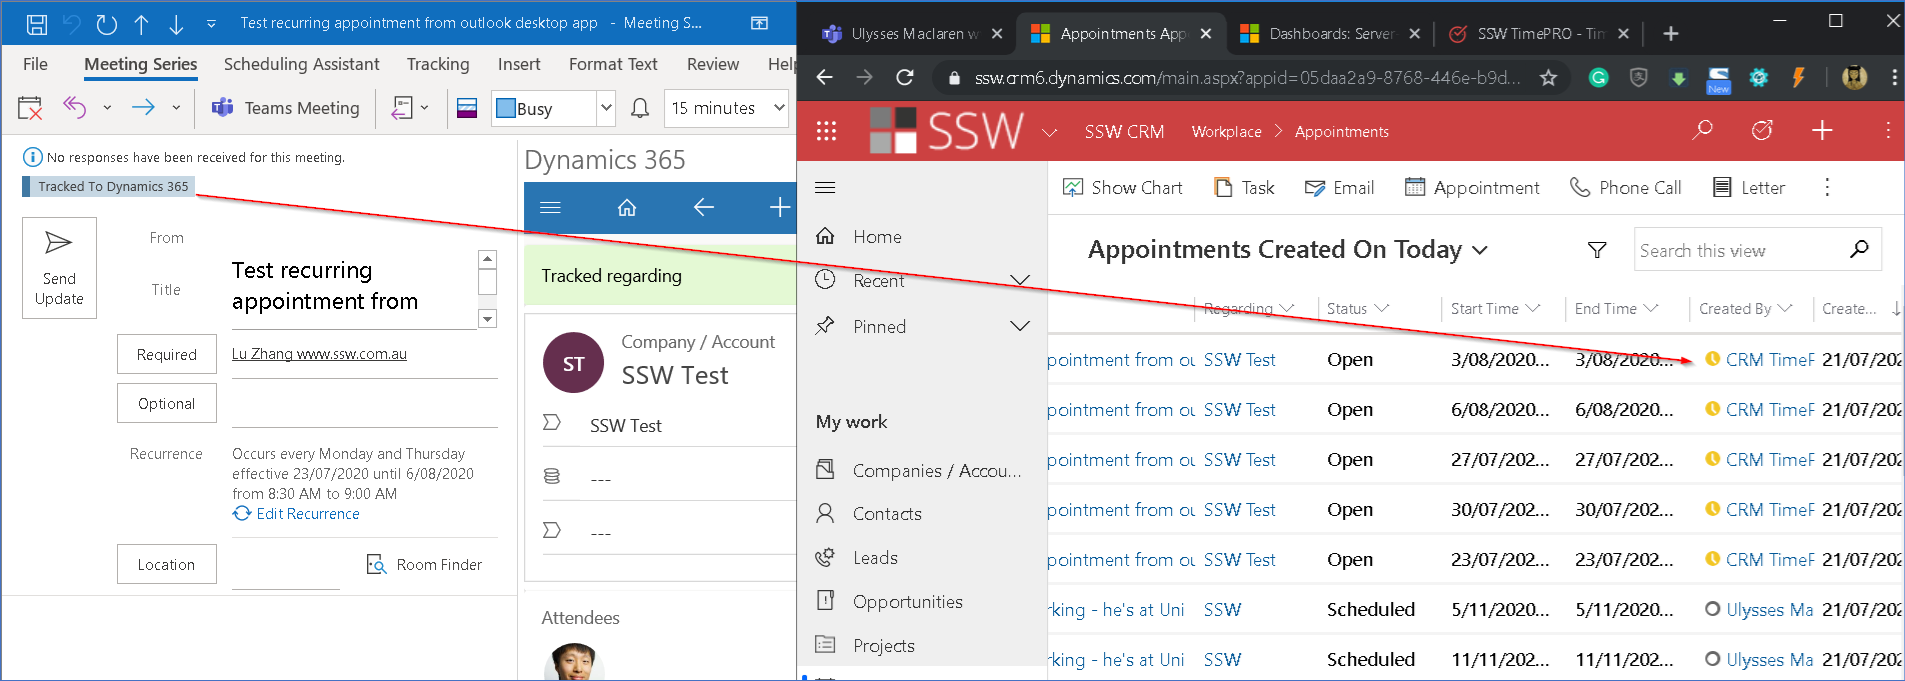 Test recurring appointment from outlook desktop app - Meeting S...
File Meeting Series Scheduling Assistant Tracking Insert Format Text Review Help
Teams Meeting Busy 15 minutes
No responses have been received for this meeting.
Tracked To Dynamics 365
Send
Update
From
Title
Test recurring
appointment from
Required
Lu Zhang www.ssw.com.au
Optional
Recurrence
Occurs every Monday and Thursday
effective 23/07/2020 until 6/08/2020
from 8:30 AM to 9:00 AM
Edit Recurrence
Location
Room Finder
Dynamics 365
Tracked regarding
ST
Company / Account
SSW Test
SSW Test
---
---
Attendees
Ulysses Maclaren w
Appointments App
Dashboards: Server
SSW TimePRO - Tim
ssw.crm6.dynamics.com/main.aspx?appid=05daa2a9-8768-446e-b9d...
New
SSW SSW CRM Workplace > Appointments
Show Chart Task Email Appointment Phone Call Letter
Home
Recent
Pinned
My work
Companies / Accou...
Contacts
Leads
Opportunities
Projects
Appointments Created On Today
Search this view
Regarding Status Start Time End Time Created By Create...
pointment from ou SSW Test Open 3/08/2020... 3/08/2020... CRM TimeP 21/07/202
pointment from ou SSW Test Open 6/08/2020... 6/08/2020... CRM TimeP 21/07/202
pointment from ou SSW Test Open 27/07/202... 27/07/202... CRM TimeP 21/07/202
pointment from ou SSW Test Open 30/07/202... 30/07/202... CRM TimeP 21/07/202
pointment from ou SSW Test Open 23/07/202... 23/07/202... CRM TimeP 21/07/202
rking - he's at Uni SSW Scheduled 5/11/2020... 5/11/2020... Ulysses Ma 21/07/202
rking - he's at Uni SSW Scheduled 11/11/202... 11/11/202... Ulysses Ma 21/07/202